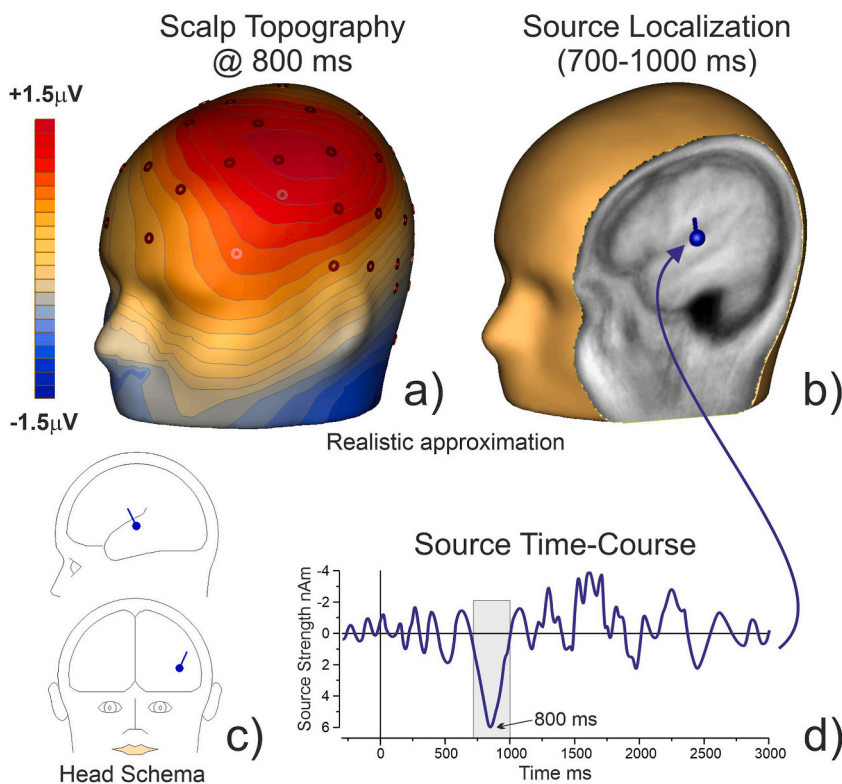 Scalp Topography
@ 800 ms
Source Localization
(700-1000 ms)
+1.5μV
-1.5μV
a)
b)
Realistic approximation
Source Time-Course
Source Strength nAm
-4
-2
0
2
4
6
800 ms
0
500
1000
1500
2000
2500
3000
Time ms
c)
d)
Head Schema